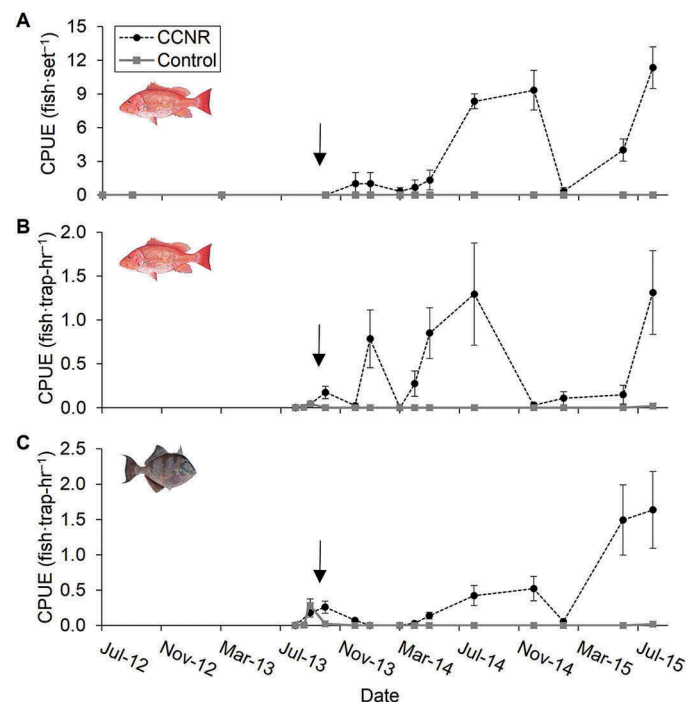 A
CCNR
Control
CPUE (fish·set⁻¹)
15
12
9
6
3
0
B
CPUE (fish·trap-hr⁻¹)
2.0
1.5
1.0
0.5
0.0
C
CPUE (fish·trap-hr⁻¹)
2.5
2.0
1.5
1.0
0.5
0.0
Jul-12
Nov-12
Mar-13
Jul-13
Nov-13
Mar-14
Jul-14
Nov-14
Mar-15
Jul-15
Date